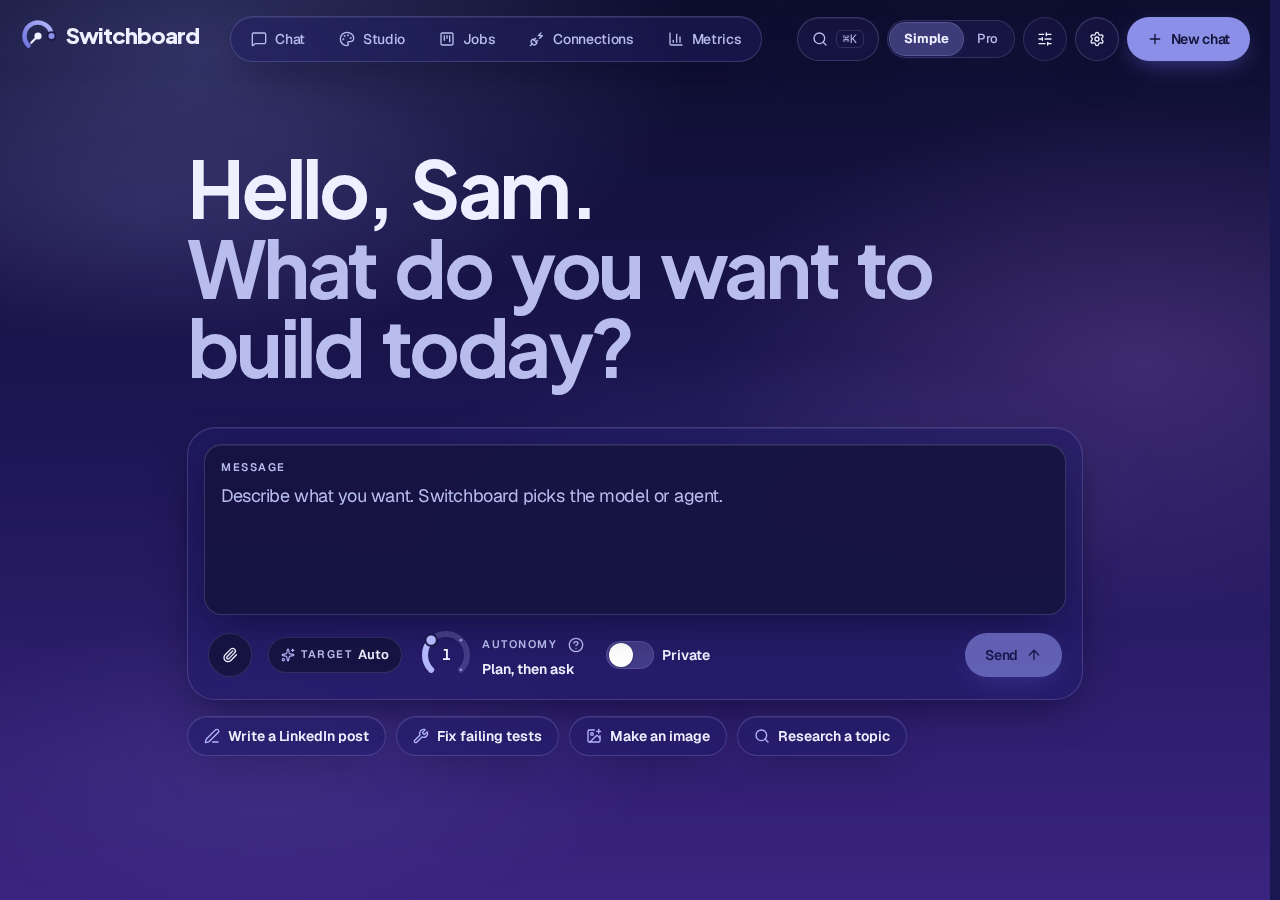 Switchboard
Chat
Studio
Jobs
Connections
Metrics
⌘K
Simple
Pro
New chat
Hello, Sam.
What do you want to
build today?
MESSAGE
Describe what you want. Switchboard picks the model or agent.
TARGET Auto
1
AUTONOMY
Plan, then ask
Private
Send
Write a LinkedIn post
Fix failing tests
Make an image
Research a topic